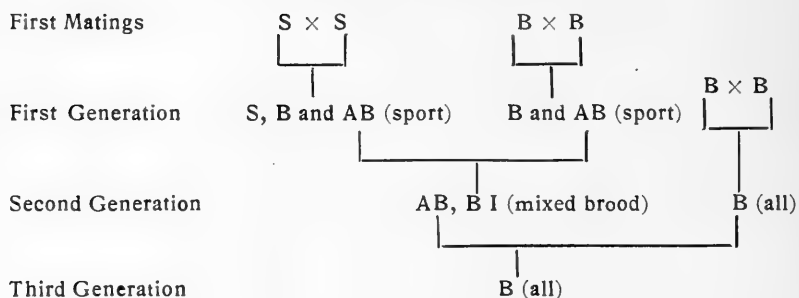 First Matings S × S B × B
B × B
First Generation S, B and AB (sport) B and AB (sport)
Second Generation AB, B I (mixed brood) B (all)
Third Generation B (all)